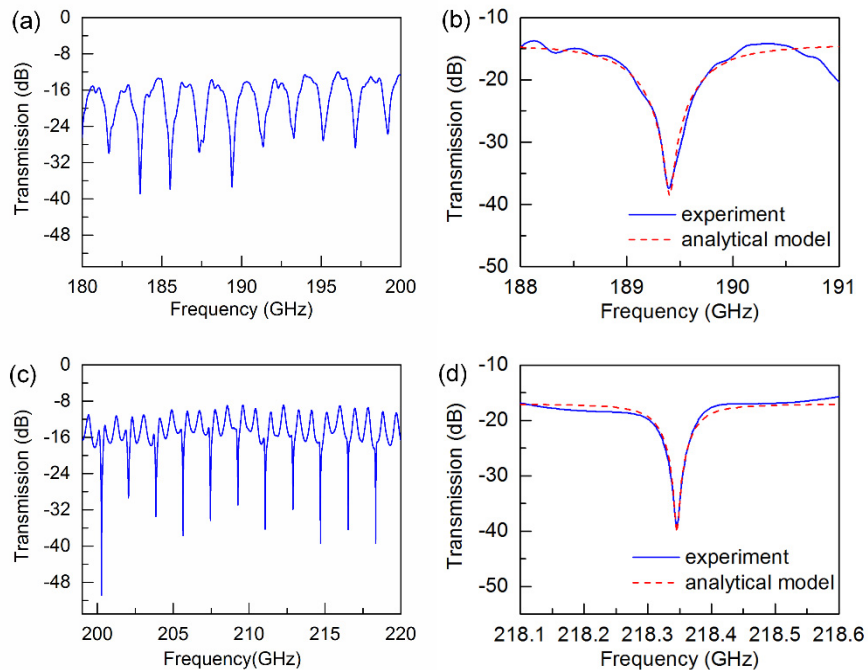 (a)
0
-8
-16
-24
-32
-40
-48
Transmission (dB)
180 185 190 195 200
Frequency (GHz)
(b)
-10
-20
-30
-40
-50
Transmission (dB)
experiment
analytical model
188 189 190 191
Frequency (GHz)
(c)
0
-8
-16
-24
-32
-40
-48
Transmission (dB)
200 205 210 215 220
Frequency(GHz)
(d)
-10
-20
-30
-40
-50
Transmission (dB)
experiment
analytical model
218.1 218.2 218.3 218.4 218.5 218.6
Frequency (GHz)